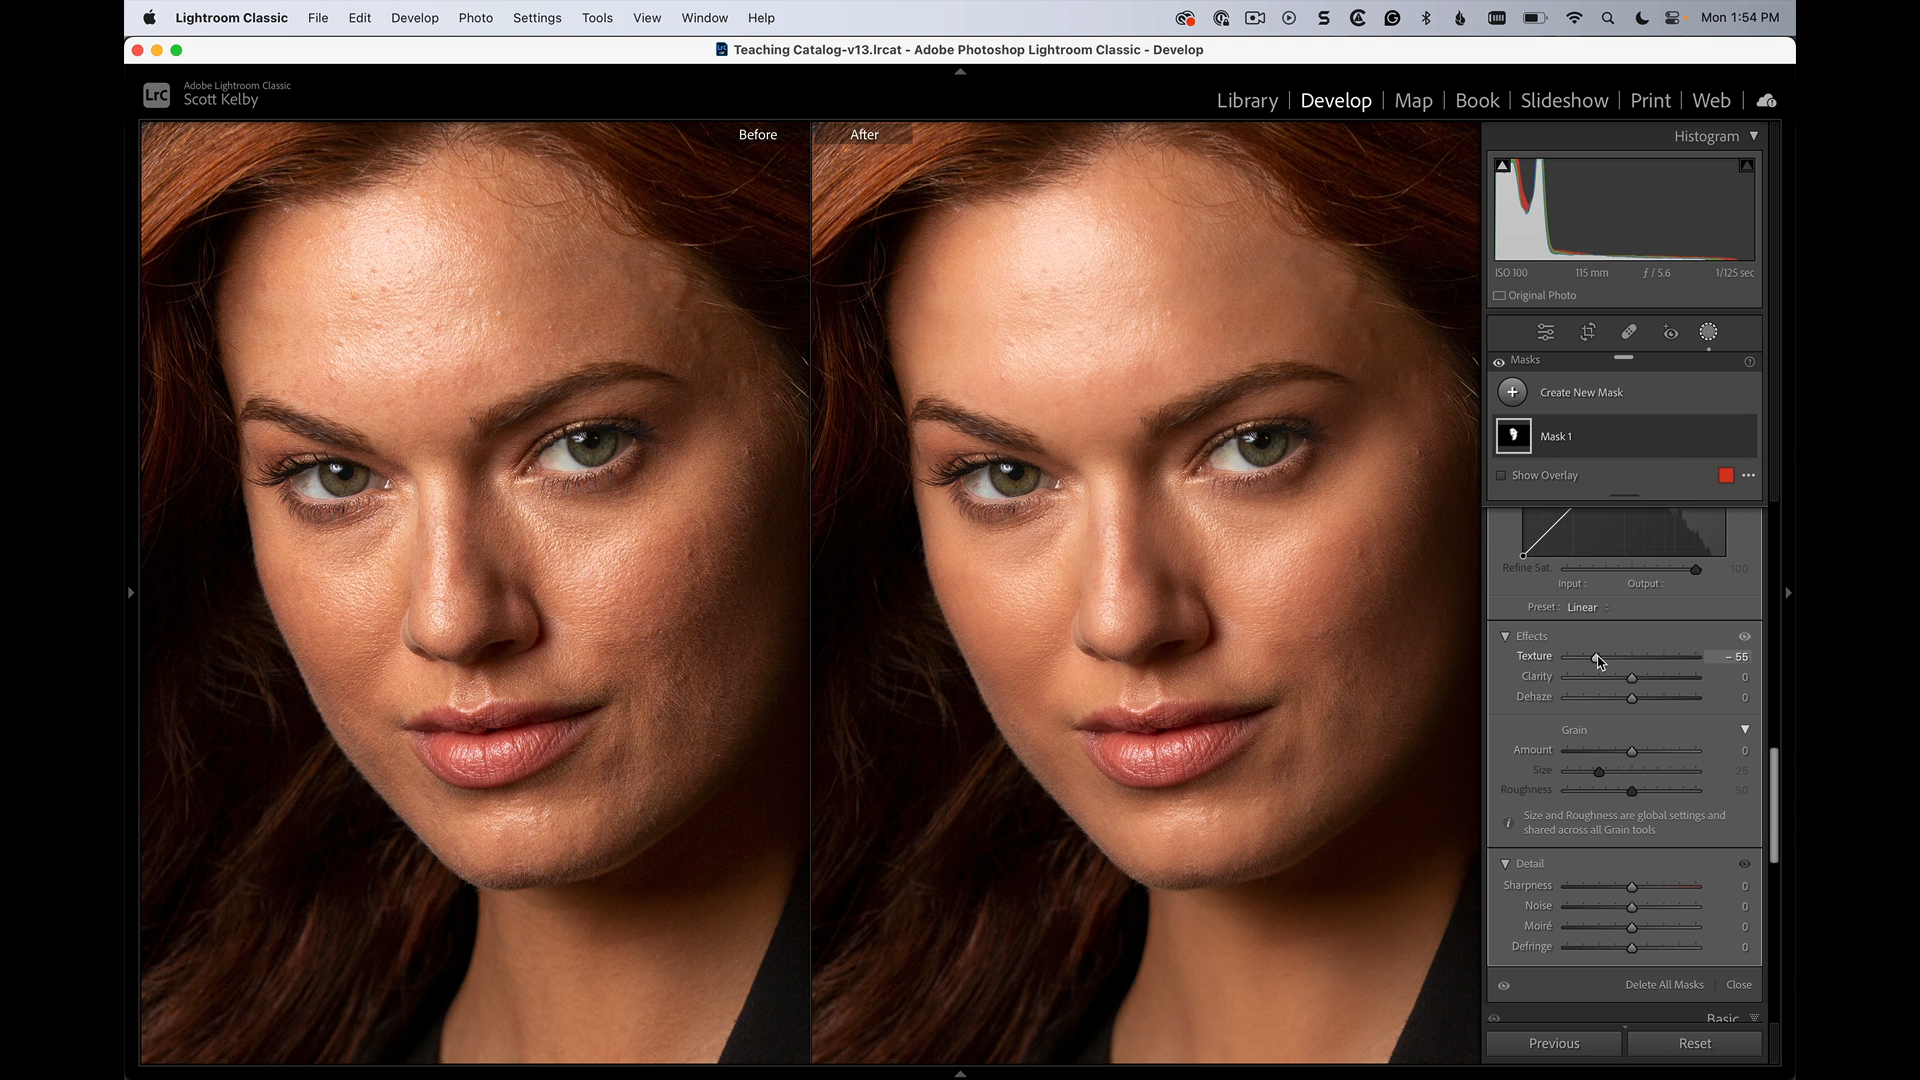 Lightroom Classic File Edit Develop Photo Settings Tools View Window Help Mon 1:54 PM
Teaching Catalog-v13.lrcat - Adobe Photoshop Lightroom Classic - Develop
LrC
Adobe Lightroom Classic
Scott Kelby
Library | Develop | Map | Book | Slideshow | Print | Web
Before
After
Histogram
ISO 100 115 mm ƒ / 5.6 1/125 sec
Original Photo
Masks
Create New Mask
Mask 1
Show Overlay
Refine Sat. 100
Input : Output :
Preset : Linear
Effects
Texture – 55
Clarity 0
Dehaze 0
Grain
Amount 0
Size 25
Roughness 50
Size and Roughness are global settings and
shared across all Grain tools
Detail
Sharpness 0
Noise 0
Moiré 0
Defringe 0
Delete All Masks Close
Basic
Previous Reset